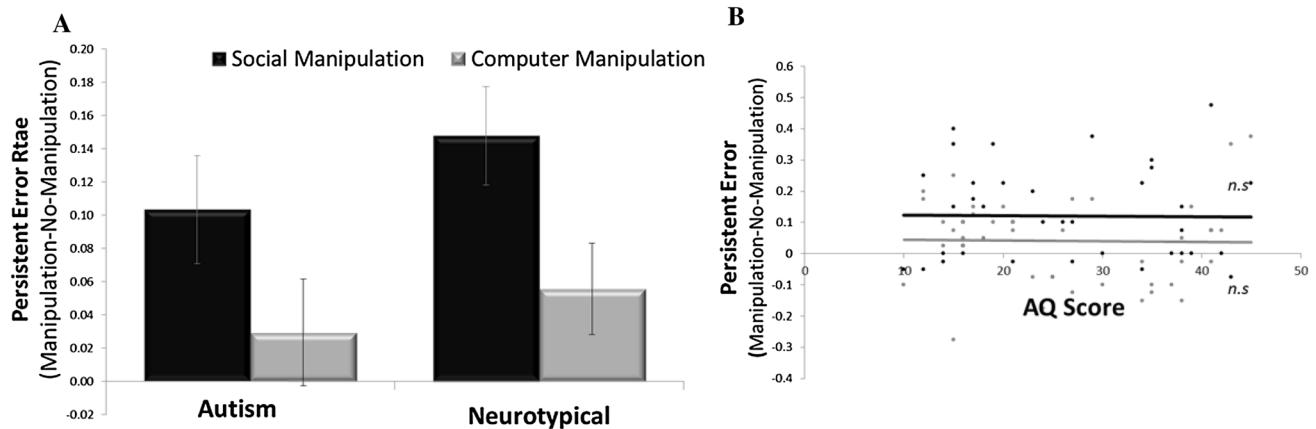 A
Persistent Error Rtae
(Manipulation-No-Manipulation)
Social Manipulation Computer Manipulation
0.20
0.18
0.16
0.14
0.12
0.10
0.08
0.06
0.04
0.02
0.00
-0.02
Autism Neurotypical
B
Persistent Error
(Manipulation-No-Manipulation)
0.6
0.5
0.4
0.3
0.2
0.1
0
-0.1
-0.2
-0.3
-0.4
0 10 20 30 40 50
n.s
n.s
AQ Score